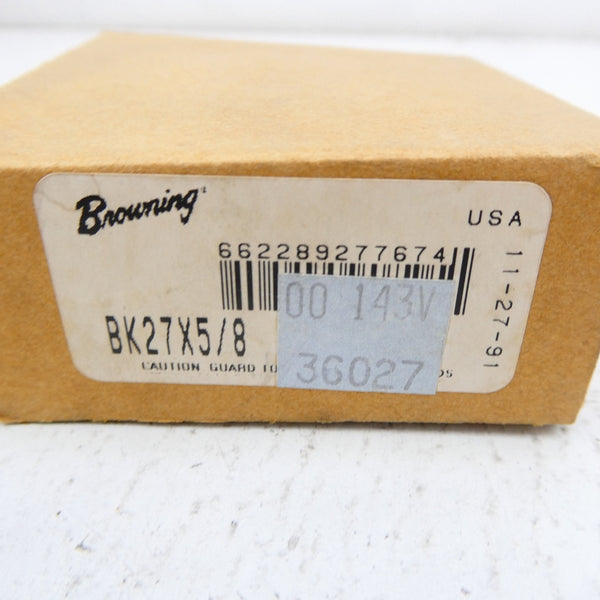 Browning
USA
662289277674
11-27-91
00 143V
BK27X5/8
36027
CAUTION GUARD